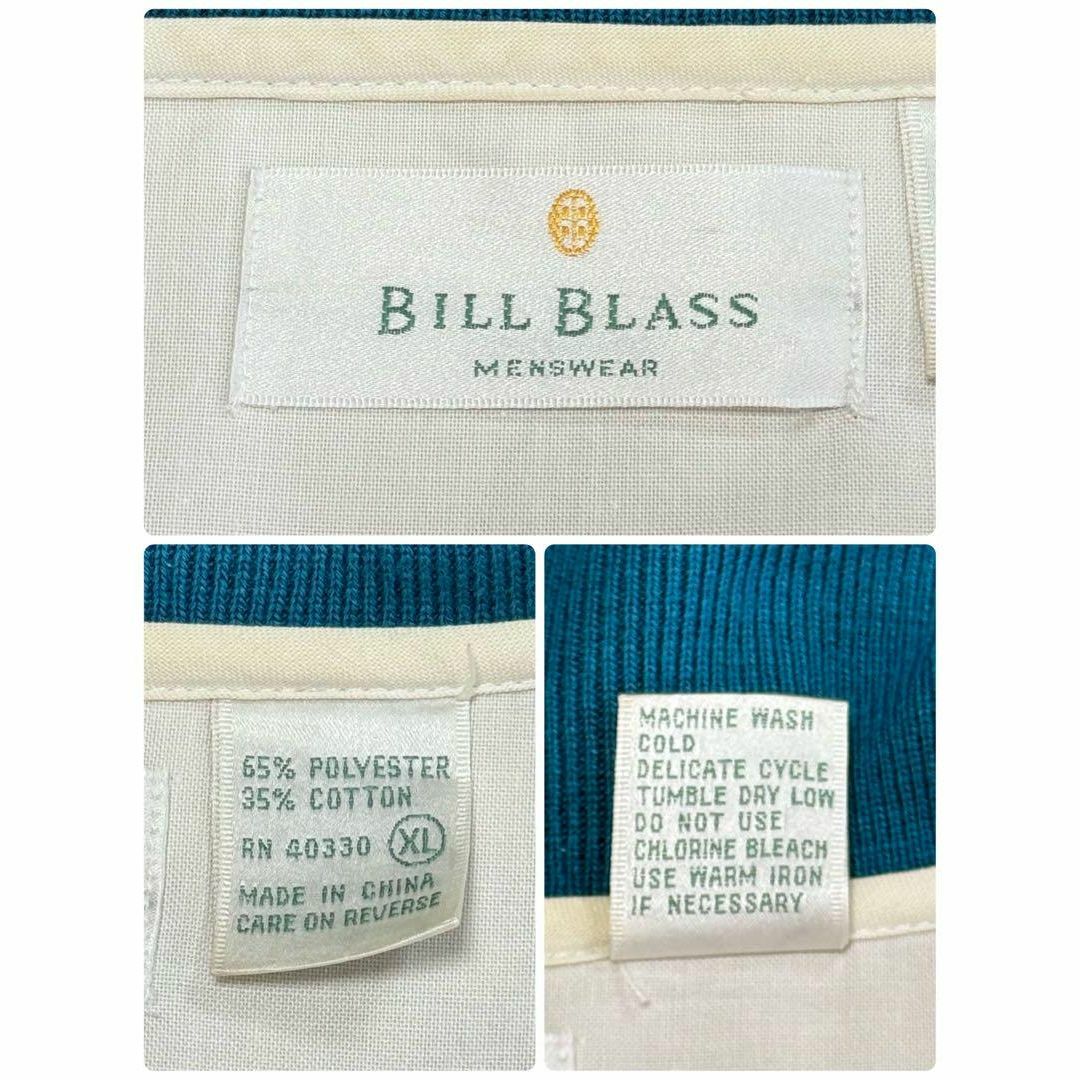 BILL BLASS
MENSWEAR
65% POLYESTER
35% COTTON
RN 40330 XL
MADE IN CHINA
CARE ON REVERSE
MACHINE WASH
COLD
DELICATE CYCLE
TUMBLE DRY LOW
DO NOT USE
CHLORINE BLEACH
USE WARM IRON
IF NECESSARY